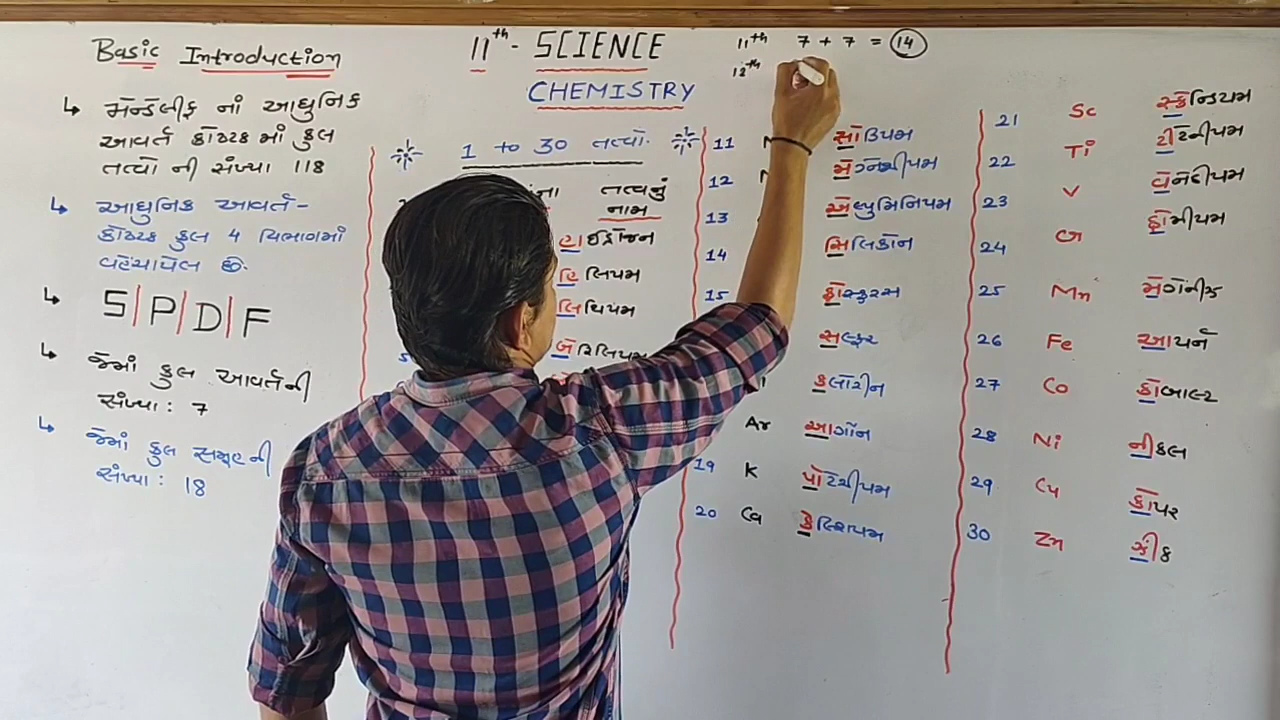 Basic Introduction
↳ મેન્ડેલીફ નાં આધુનિક
આવર્ત કોષ્ટક માં કુલ
તત્વો ની સંખ્યા 118
↳ આધુનિક આવર્ત-
કોષ્ટક કુલ 4 વિભાગમાં
વહેંચાયેલ છે.
↳ S|P|D|F
↳ જેમાં કુલ આવર્તની
સંખ્યા: 7
↳ જેમાં કુલ સમૂહ ની
સંખ્યા: 18
11th - SCIENCE
CHEMISTRY
1 to 30 તત્વો.
તત્વનું
નામ
હાઈડ્રોજન
હિલિયમ
લિથિયમ
બેરિલિયમ
11th 7 + 7 = 14
12th
11 સોડિયમ
12 મેગ્નેશીયમ
13 એલ્યુમિનિયમ
14 સિલિકોન
15 ફોસ્ફરસ
સલ્ફર
કલોરીન
Ar આર્ગોન
19 K પોટેશીયમ
20 Ca કેલ્શિયમ
21 Sc સ્કેન્ડિયમ
22 Ti ટીટેનીયમ
23 V વેનેડીયમ
24 Cr ક્રોમીયમ
25 Mn મેંગેનીઝ
26 Fe આયર્ન
27 Co કોબાલ્ટ
28 Ni નીકલ
29 Cu કોપર
30 Zn ઝીંક